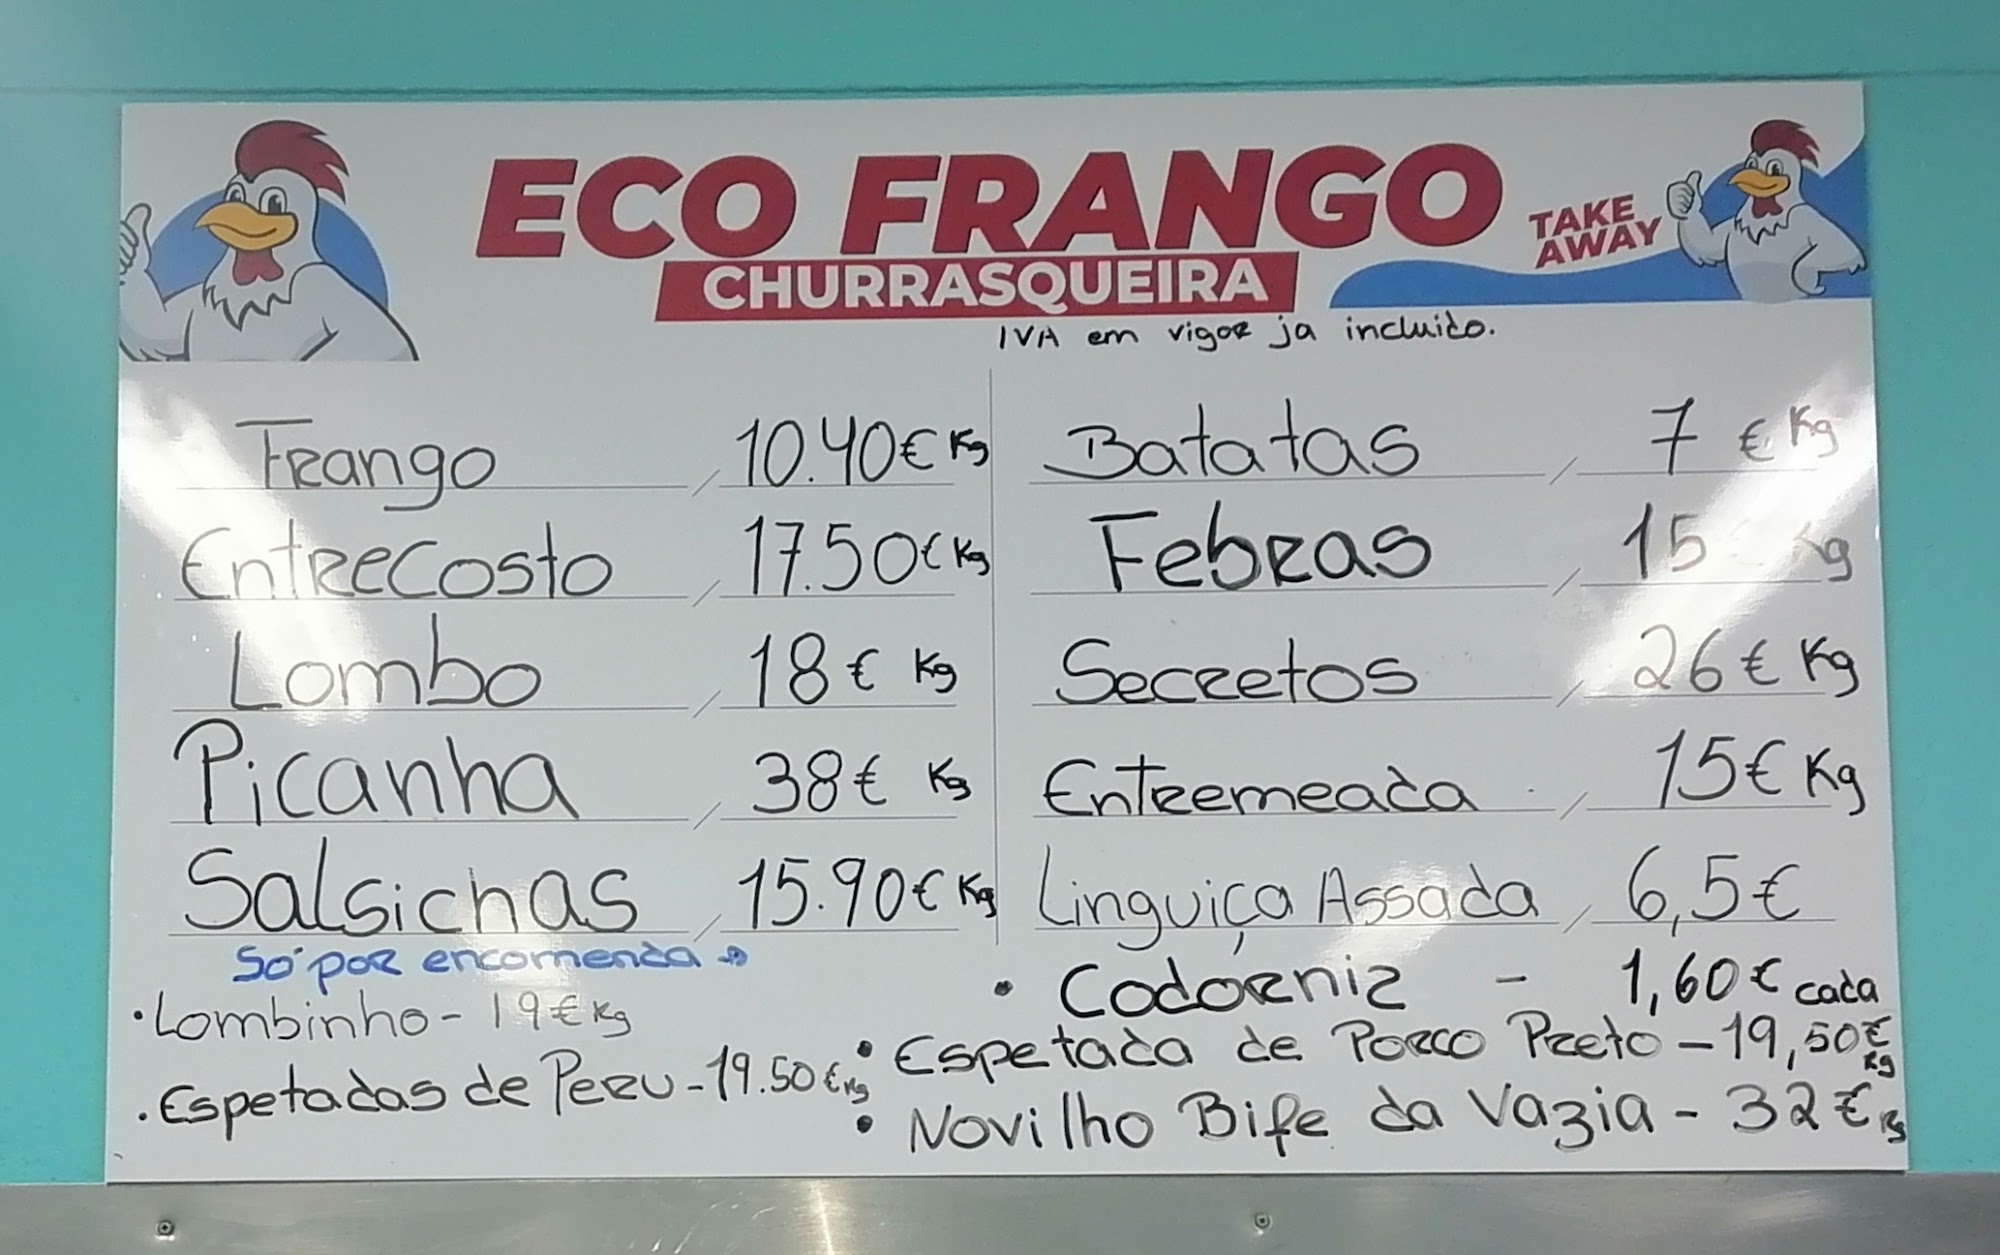 ECO FRANGO
CHURRASQUEIRA
TAKE
AWAY
IVA em vigor ja incluido.
Frango 10.40€ Kg
Entrecosto 17.50€ Kg
Lombo 18€ Kg
Picanha 38€ Kg
Salsichas 15.90€ Kg
Só por encomenda →
• Lombinho - 19€ Kg
• Espetadas de Peru - 19.50€ Kg
Batatas 7 € Kg
Febras 15 Kg
Secretos 26€ Kg
Entremeada 15€ Kg
Linguiça Assada 6,5€
• Codorniz - 1,60€ cada
• Espetada de Porco Preto - 19,50€ Kg
• Novilho Bife da Vazia - 32€ Kg